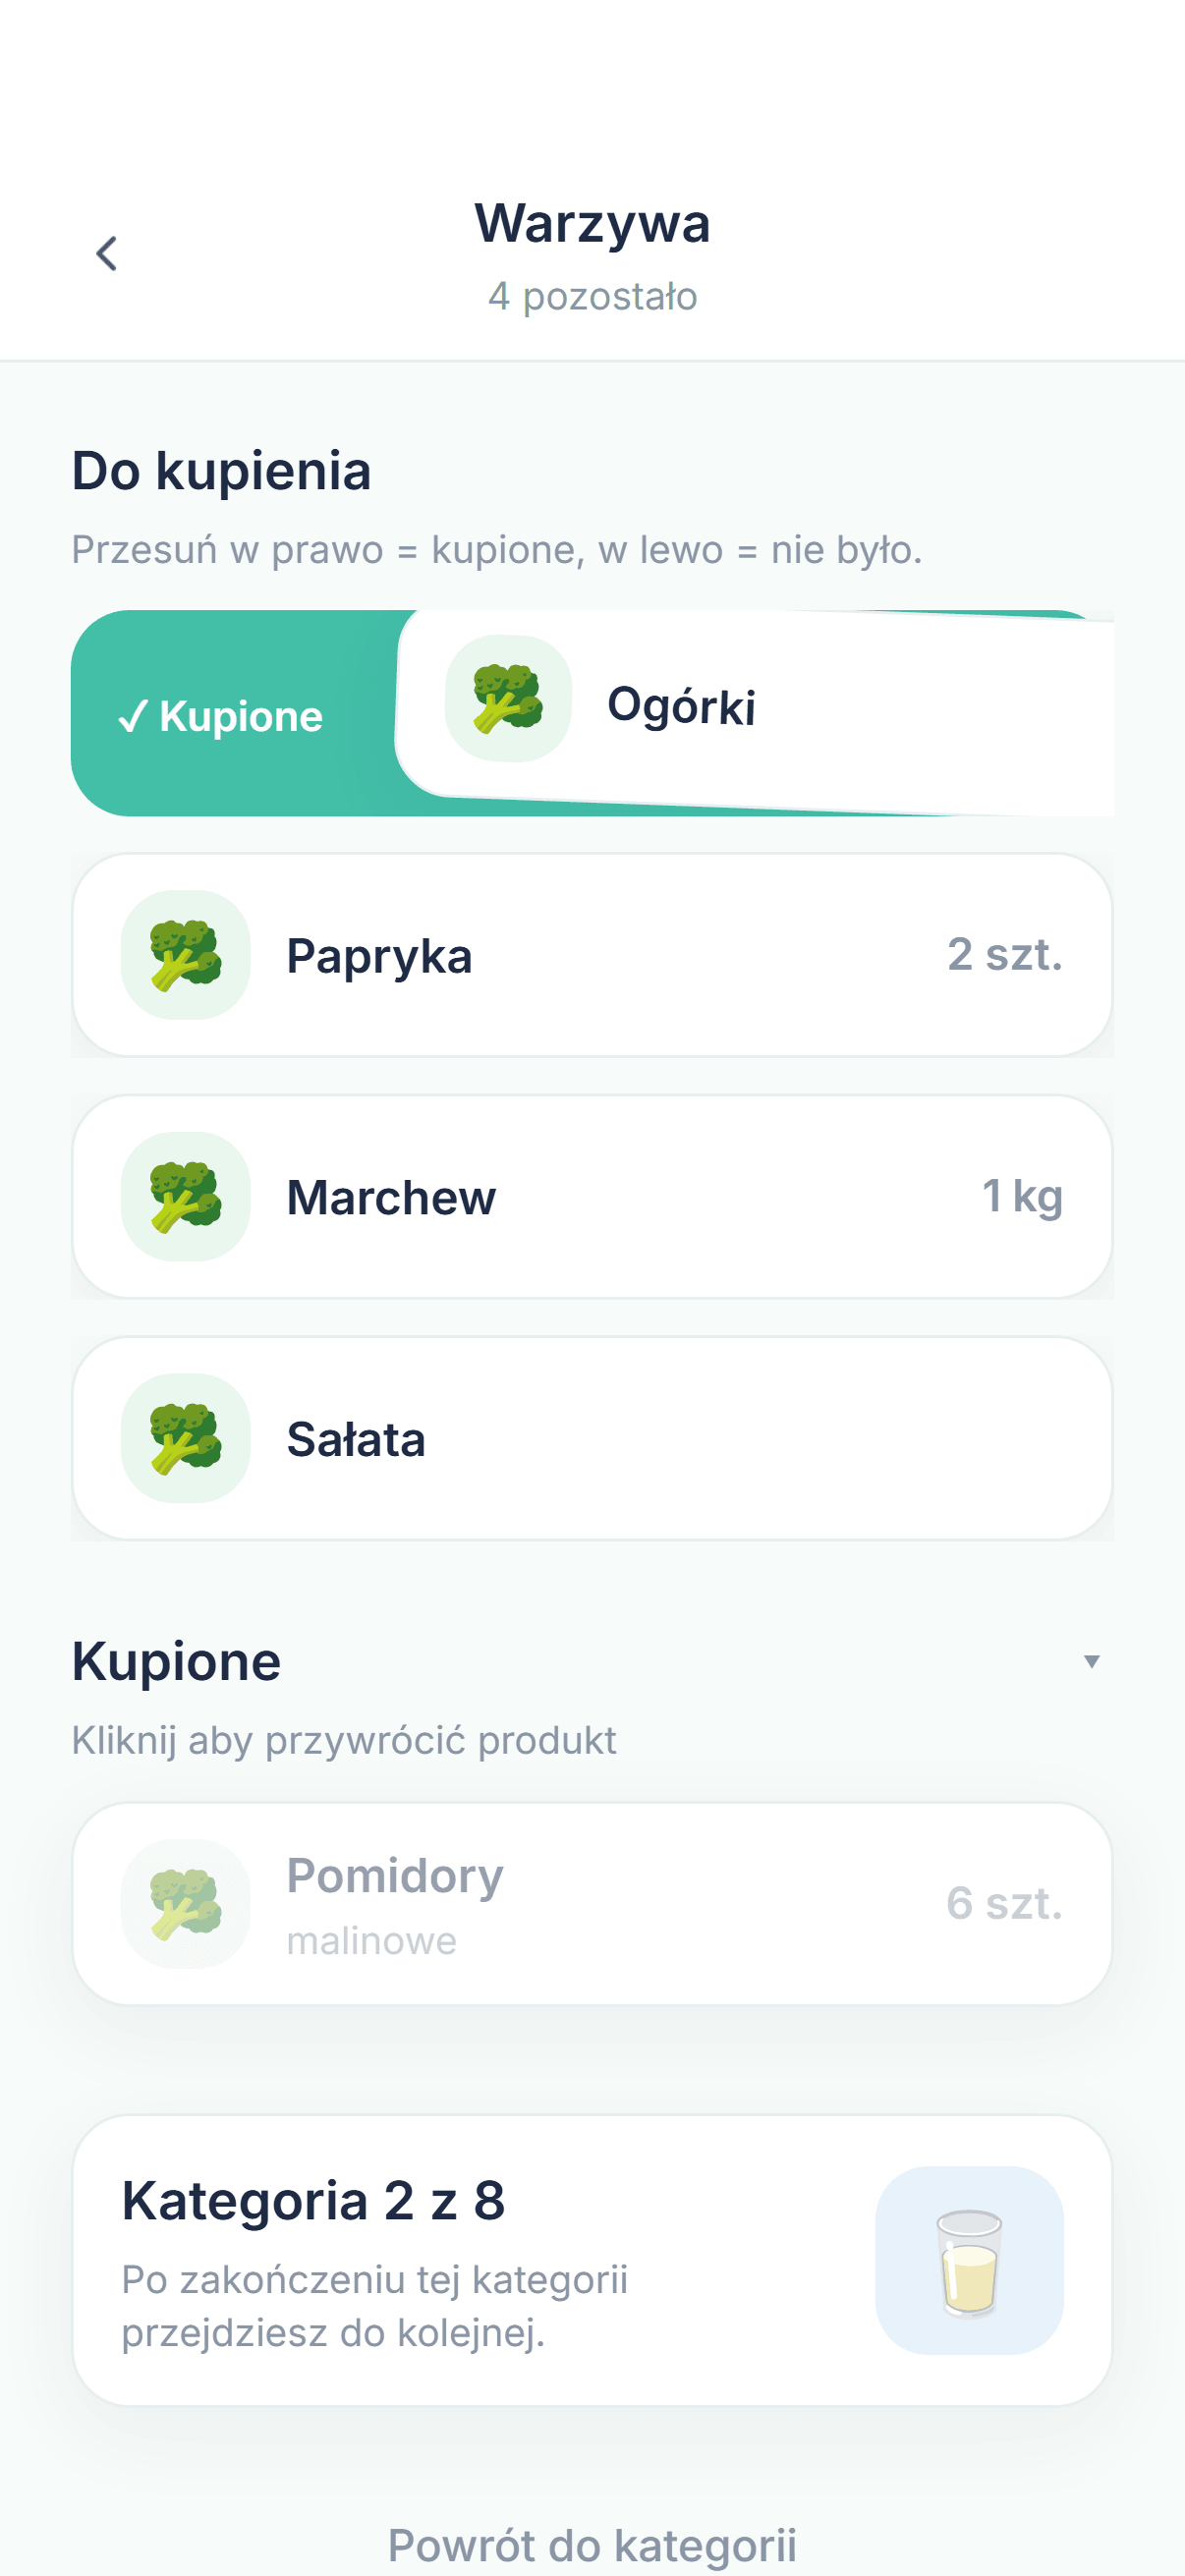 Warzywa
4 pozostało
Do kupienia
Przesuń w prawo = kupione, w lewo = nie było.
✓ Kupione
Ogórki
Papryka
2 szt.
Marchew
1 kg
Sałata
Kupione
▼
Kliknij aby przywrócić produkt
Pomidory
malinowe
6 szt.
Kategoria 2 z 8
Po zakończeniu tej kategorii
przejdziesz do kolejnej.
Powrót do kategorii